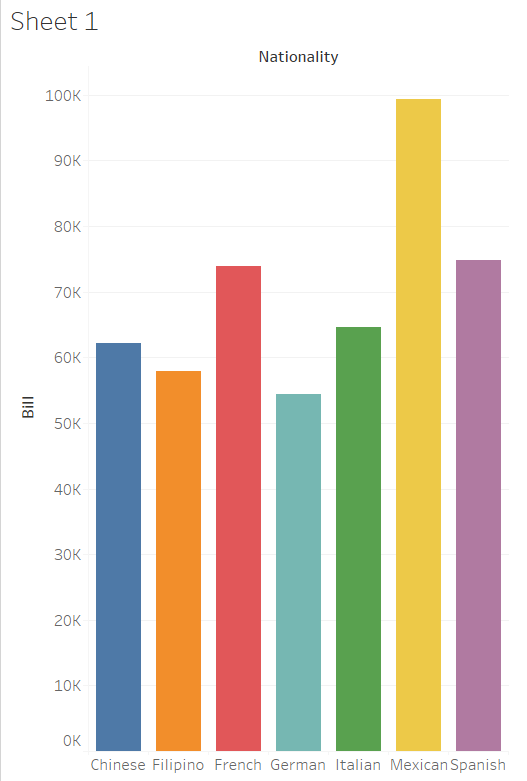 Sheet 1
Nationality
100K
90K
80K
70K
60K
50K
40K
30K
20K
10K
0K
Bill
Chinese Filipino French German Italian Mexican Spanish